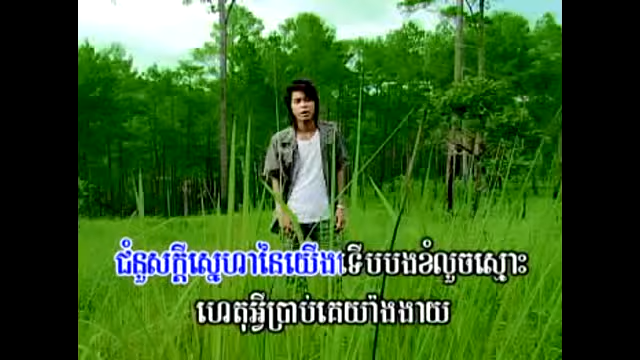 ជំនួសក្ដីស្នេហានៃយើងទើបបងខំលួចស្មោះ
ហេតុអ្វីប្រាប់គេយ៉ាងងាយ